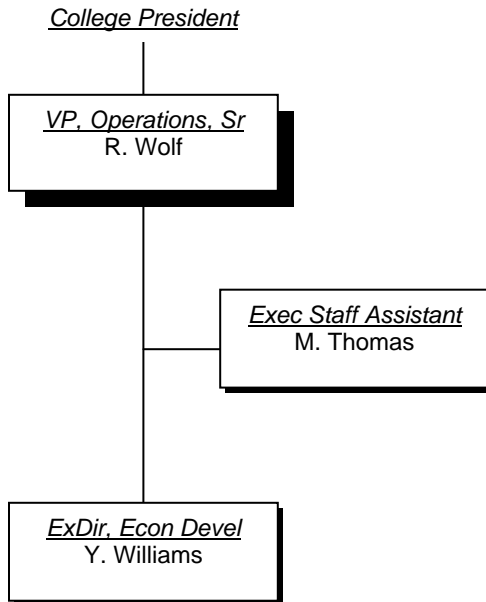 College President
VP, Operations, Sr
R. Wolf
Exec Staff Assistant
M. Thomas
ExDir, Econ Devel
Y. Williams